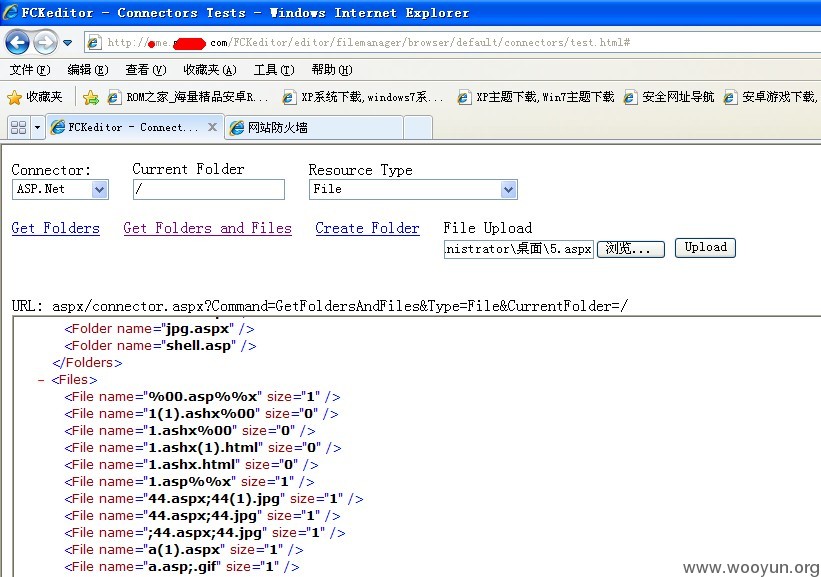 FCKeditor - Connectors Tests - Windows Internet Explorer
http:// me. com/FCKeditor/editor/filemanager/browser/default/connectors/test.html#
文件(F) 编辑(E) 查看(V) 收藏夹(A) 工具(T) 帮助(H)
收藏夹 ROM之家_海量精品安卓R... XP系统下载,windows7系... XP主题下载,Win7主题下载 安全网址导航 安卓游戏下载,
FCKeditor - Connect... 网站防火墙
Connector: Current Folder Resource Type
ASP.Net / File
Get Folders Get Folders and Files Create Folder File Upload
nistrator\桌面\5.aspx 浏览... Upload
URL: aspx/connector.aspx?Command=GetFoldersAndFiles&Type=File&CurrentFolder=/
<Folder name="jpg.aspx" />
<Folder name="shell.asp" />
</Folders>
- <Files>
<File name="%00.asp%%x" size="1" />
<File name="1(1).ashx%00" size="0" />
<File name="1.ashx%00" size="0" />
<File name="1.ashx(1).html" size="0" />
<File name="1.ashx.html" size="0" />
<File name="1.asp%%x" size="1" />
<File name="44.aspx;44(1).jpg" size="1" />
<File name="44.aspx;44.jpg" size="1" />
<File name=";44.aspx;44.jpg" size="1" />
<File name="a(1).aspx" size="1" />
<File name="a.asp;.gif" size="1" />
www.wooyun.org